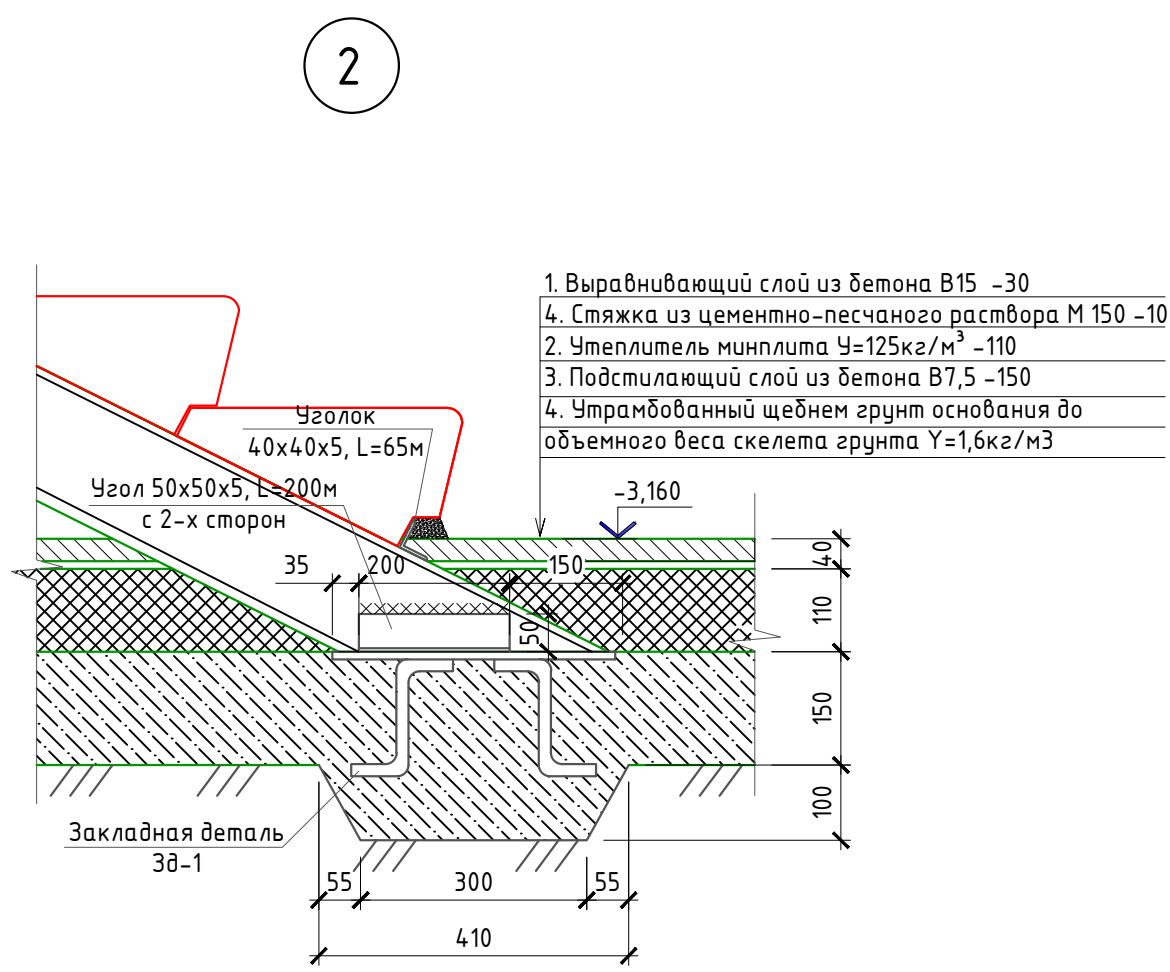 2
1. Выравнивающий слой из бетона В15 -30
4. Стяжка из цементно-песчаного раствора М 150 -10
2. Утеплитель минплита У=125кг/м³ -110
3. Подстилающий слой из бетона В7,5 -150
4. Утрамбованный щебнем грунт основания до
объемного веса скелета грунта Y=1,6кг/м3
Уголок
40х40х5, L=65м
Угол 50х50х5, L=200м
с 2-х сторон
-3,160
35
200
150
50
40
110
150
100
Закладная деталь
Зд-1
55
300
55
410